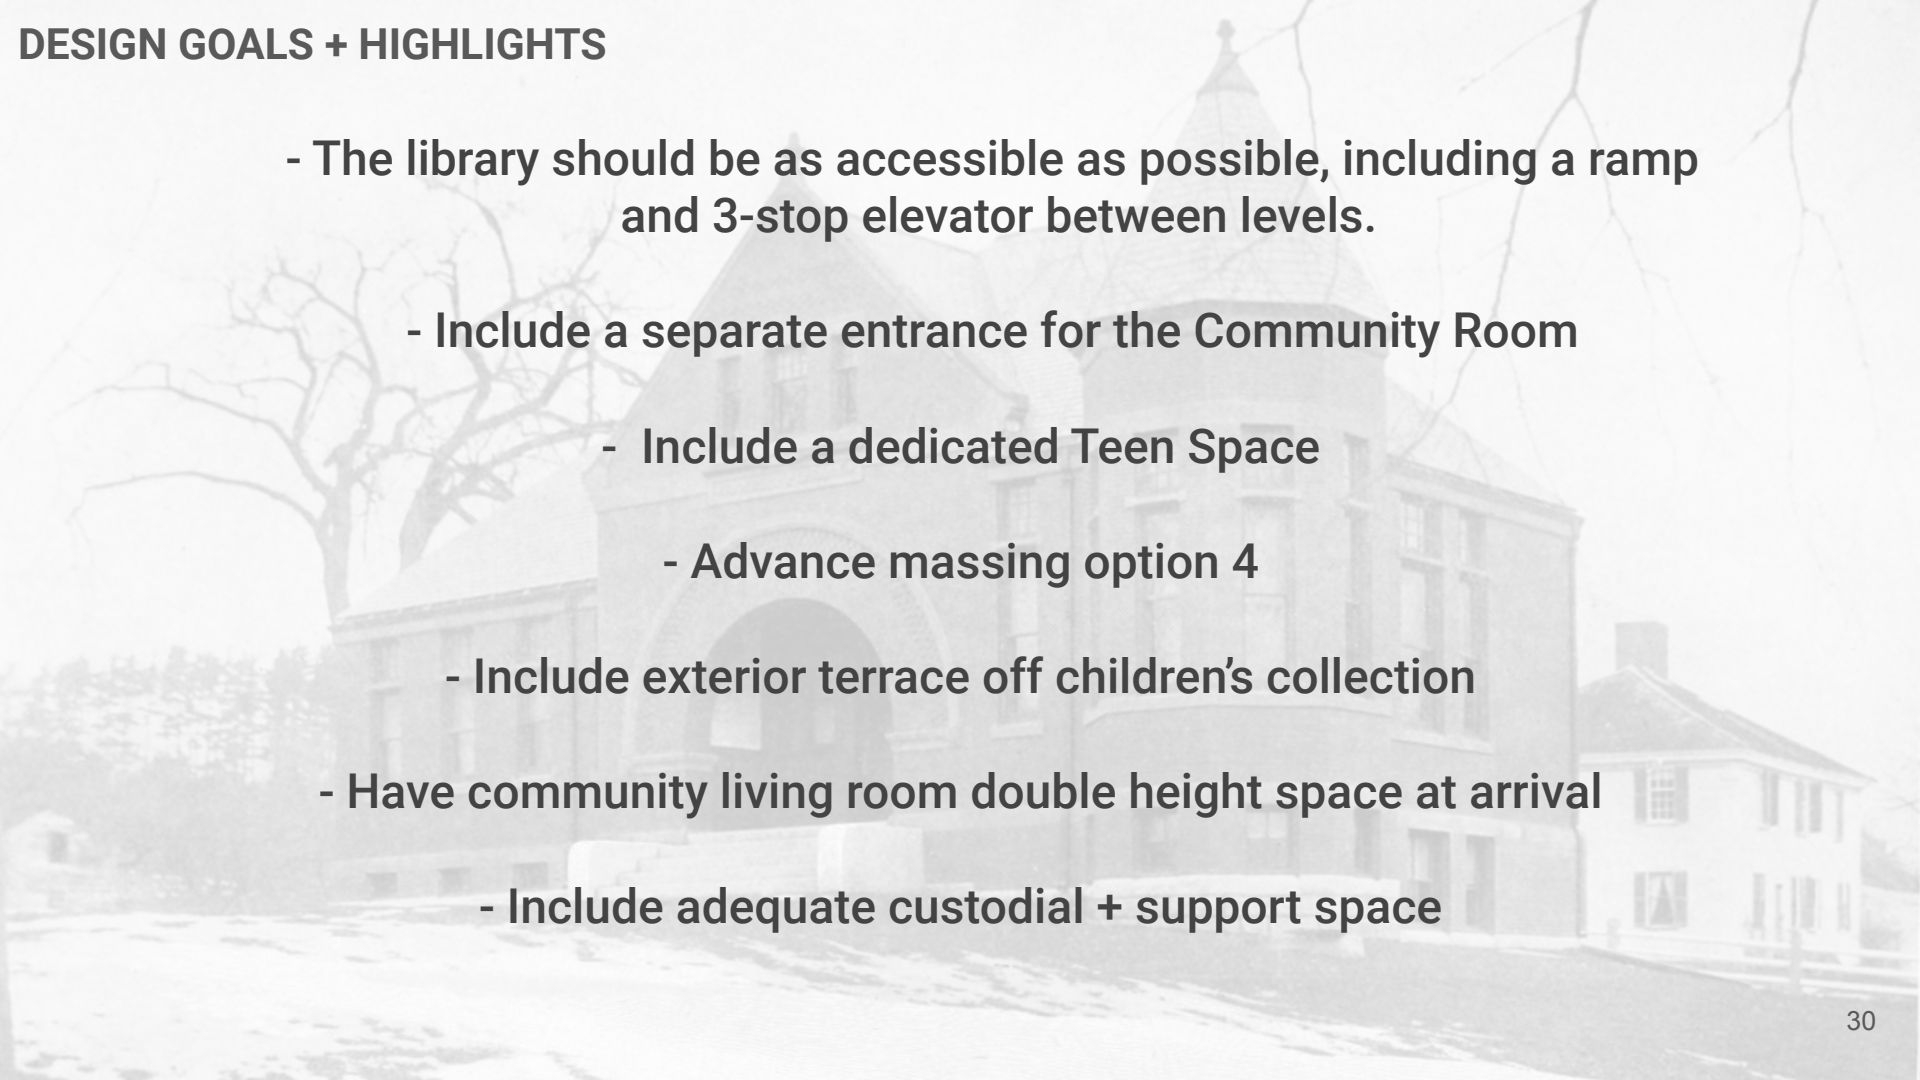 DESIGN GOALS + HIGHLIGHTS
- The library should be as accessible as possible, including a ramp
and 3-stop elevator between levels.
- Include a separate entrance for the Community Room
-  Include a dedicated Teen Space
- Advance massing option 4
- Include exterior terrace off children’s collection
- Have community living room double height space at arrival
- Include adequate custodial + support space
30